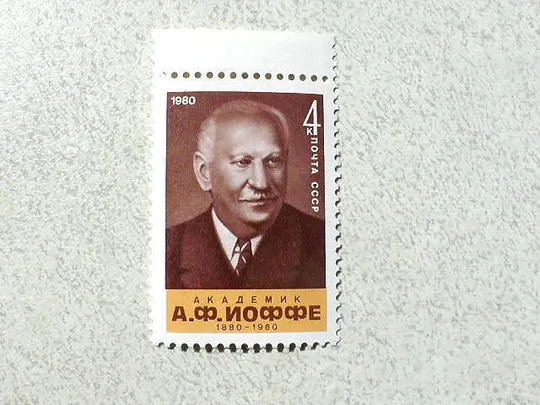 1980
4
К
ПОЧТА СССР
АКАДЕМИК
А.Ф.ИОФФЕ
1880-1960